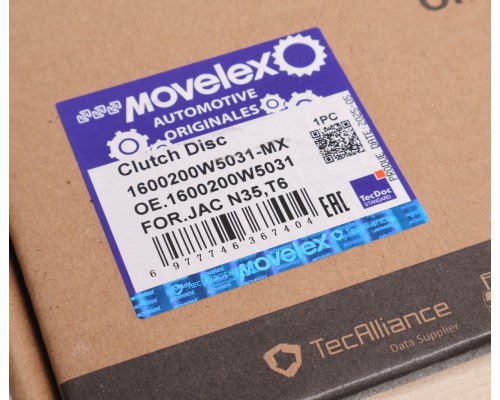 Movelex
AUTOMOTIVE
ORIGINALES
Clutch Disc
1600200W5031-MX
OE.1600200W5031
FOR.JAC N35,T6
1PC
TecDoc
STANDARD
EAC
6 977746 367404
Movelex
TecAlliance
Data Supplier